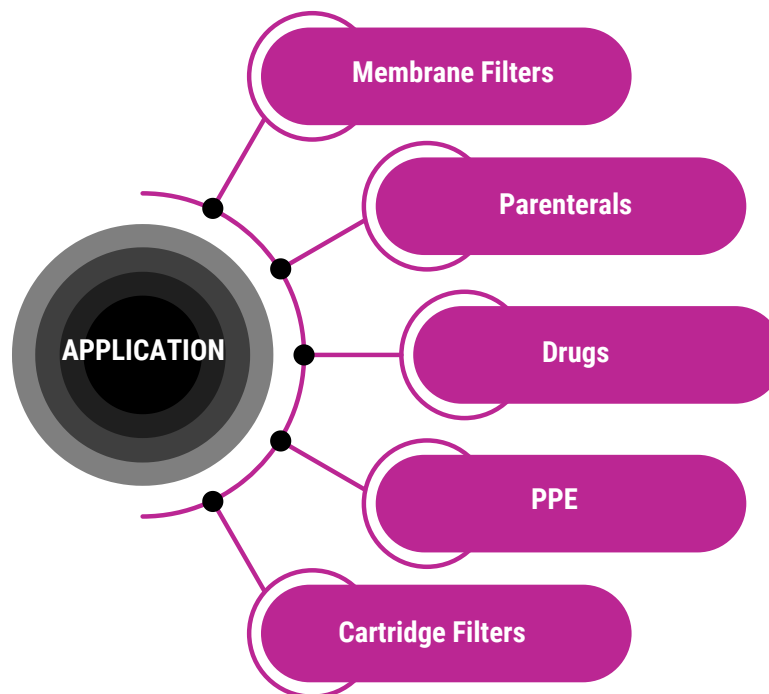 Membrane Filters
Parenterals
APPLICATION
Drugs
PPE
Cartridge Filters